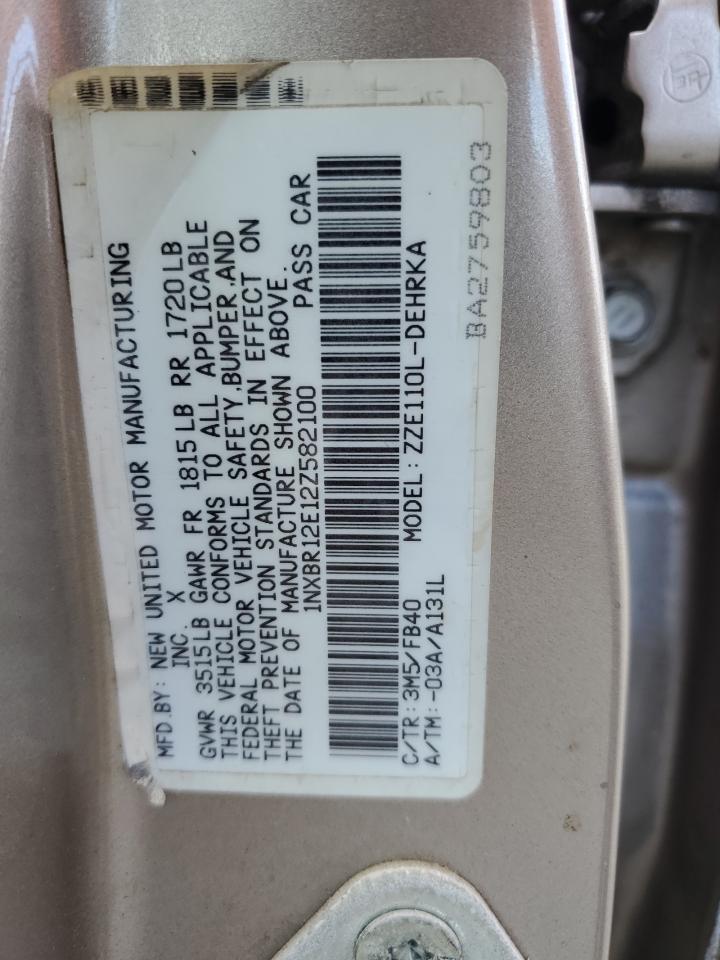 MFD.BY: NEW UNITED MOTOR MANUFACTURING
INC. X
GVWR 3515LB GAWR FR 1815LB RR 1720LB
THIS VEHICLE CONFORMS TO ALL APPLICABLE
FEDERAL MOTOR VEHICLE SAFETY,BUMPER,AND
THEFT PREVENTION STANDARDS IN EFFECT ON
THE DATE OF MANUFACTURE SHOWN ABOVE.
1NXBR12E12Z582100 PASS CAR
C/TR:3M5/FB40 MODEL:ZZE110L-DEHRKA
A/TM:-03A/A131L
BA2759803